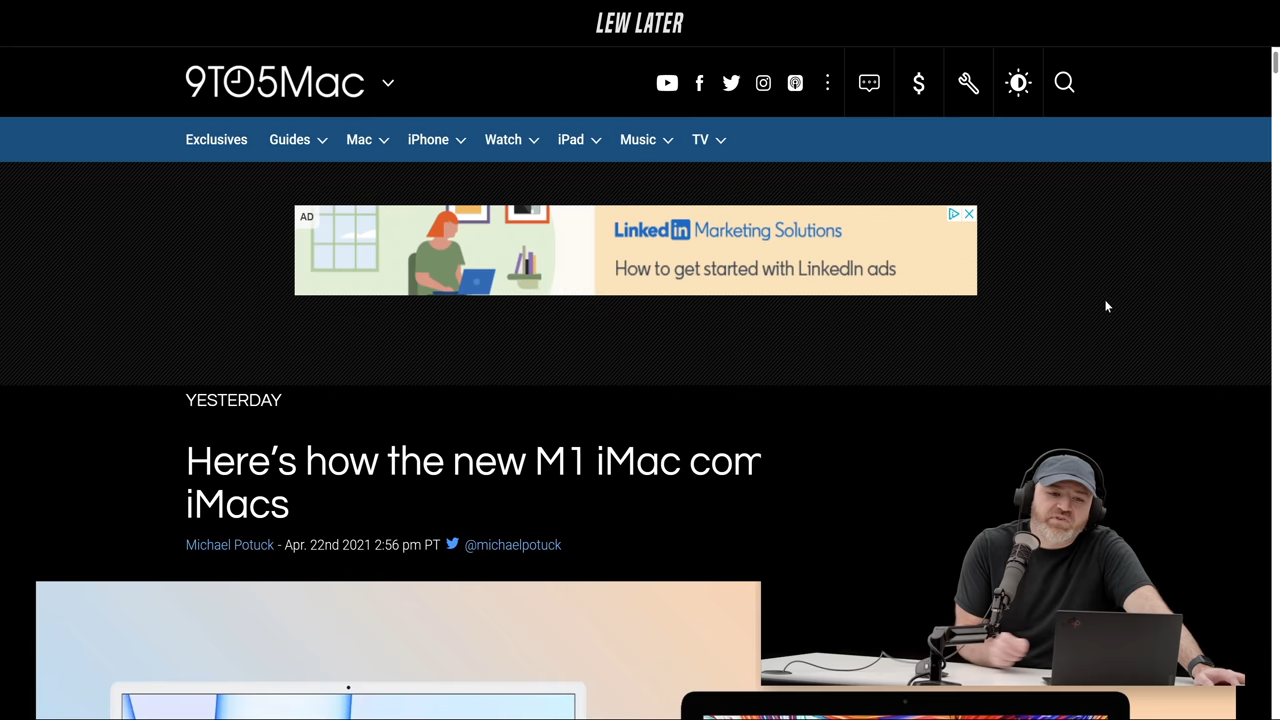 LEW LATER
9TO5Mac
Exclusives Guides Mac iPhone Watch iPad Music TV
AD
LinkedIn Marketing Solutions
How to get started with LinkedIn ads
YESTERDAY
Here's how the new M1 iMac com
iMacs
Michael Potuck - Apr. 22nd 2021 2:56 pm PT @michaelpotuck